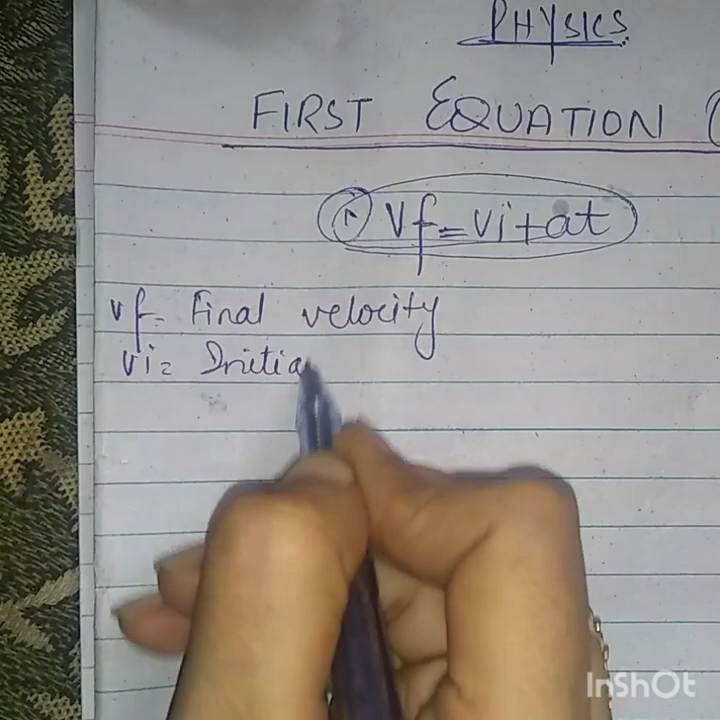 PHYSICS
FIRST EQUATION (
1 Vf = Vi + at
vf = Final velocity
Vi = Initia
InShOt